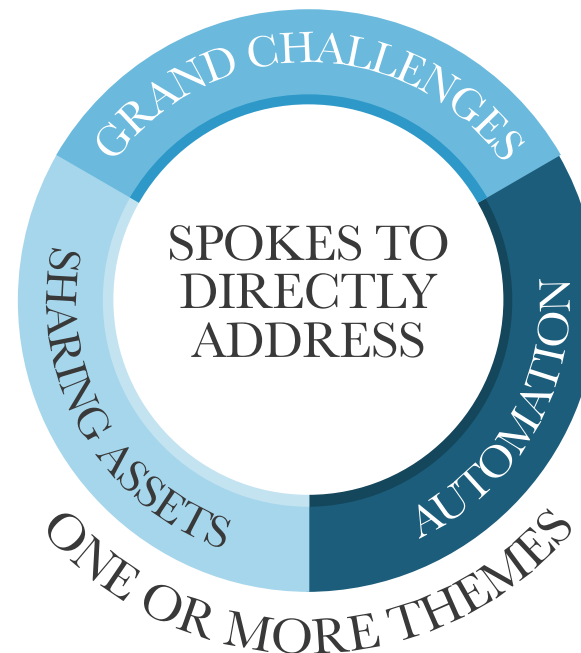 GRAND CHALLENGES
SPOKES TO
DIRECTLY
ADDRESS
SHARING ASSETS
AUTOMATION
ONE OR MORE THEMES